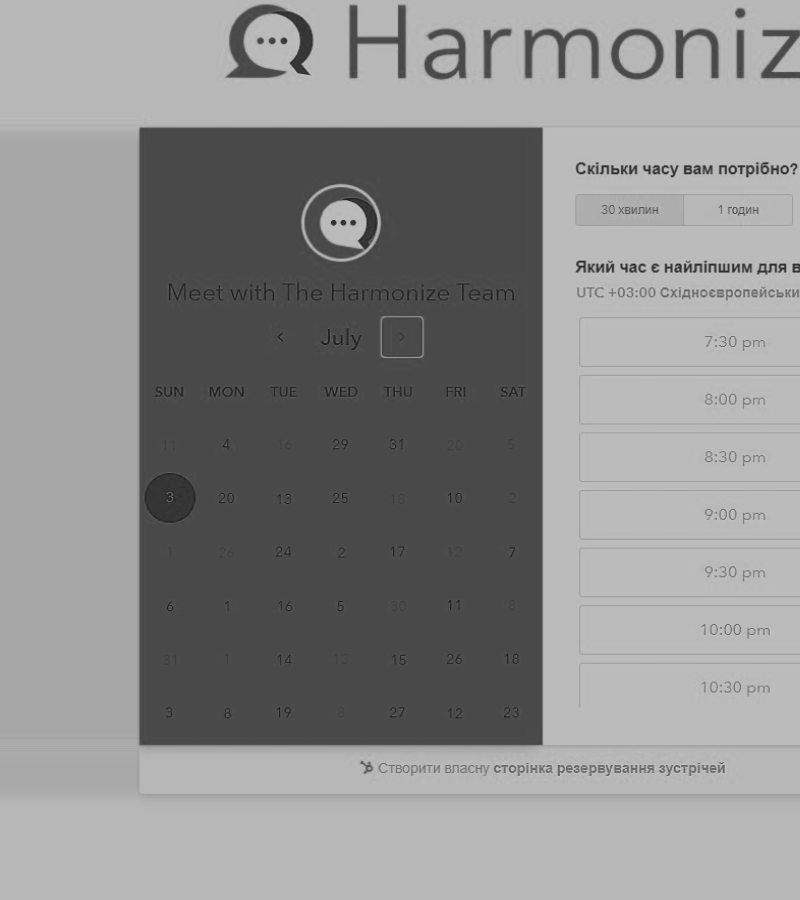 Harmoniz
Meet with The Harmonize Team
July
SUN MON TUE WED THU FRI SAT
11 4 16 29 31 20 5
3 20 13 25 18 10 2
1 26 24 2 17 12 7
6 1 16 5 30 11 8
31 1 14 13 15 26 18
3 8 19 8 27 12 23
Скільки часу вам потрібно?
30 хвилин 1 годин
Який час є найліпшим для в
UTC +03:00 Східноєвропейськи
7:30 pm
8:00 pm
8:30 pm
9:00 pm
9:30 pm
10:00 pm
10:30 pm
Створити власну сторінка резервування зустрічей